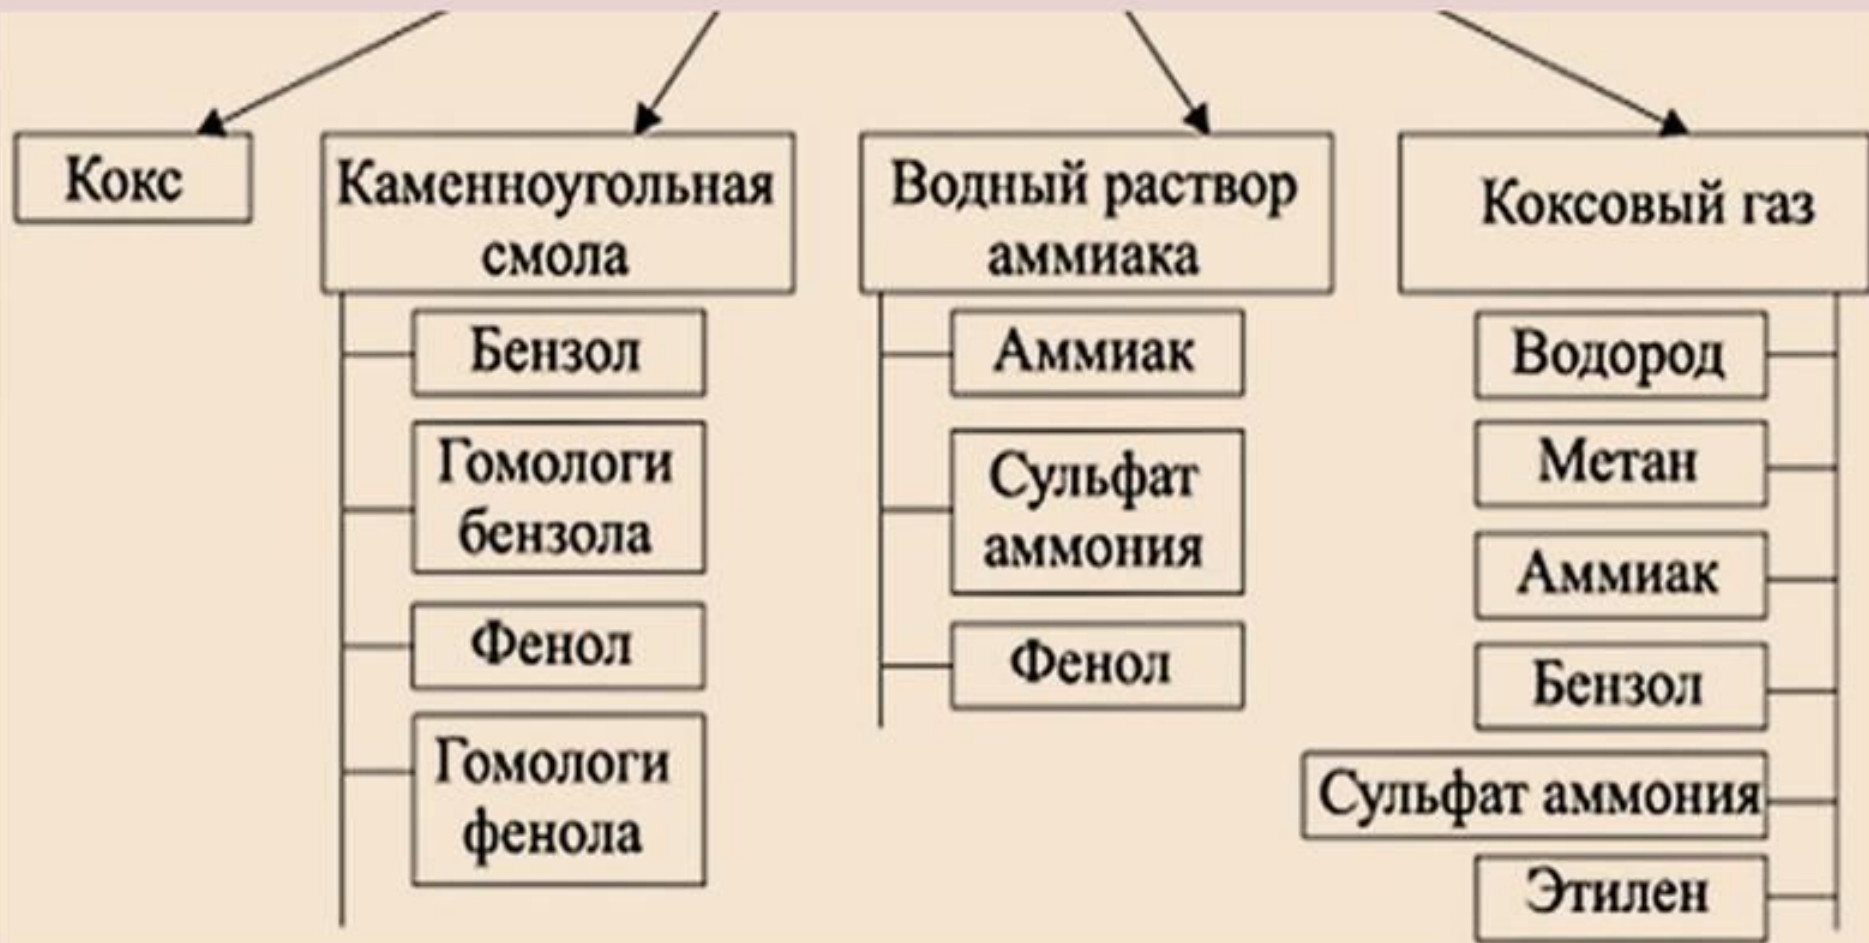 Кокс
Каменноугольная
смола
Бензол
Гомологи
бензола
Фенол
Гомологи
фенола
Водный раствор
аммиака
Аммиак
Сульфат
аммония
Фенол
Коксовый газ
Водород
Метан
Аммиак
Бензол
Сульфат аммония
Этилен